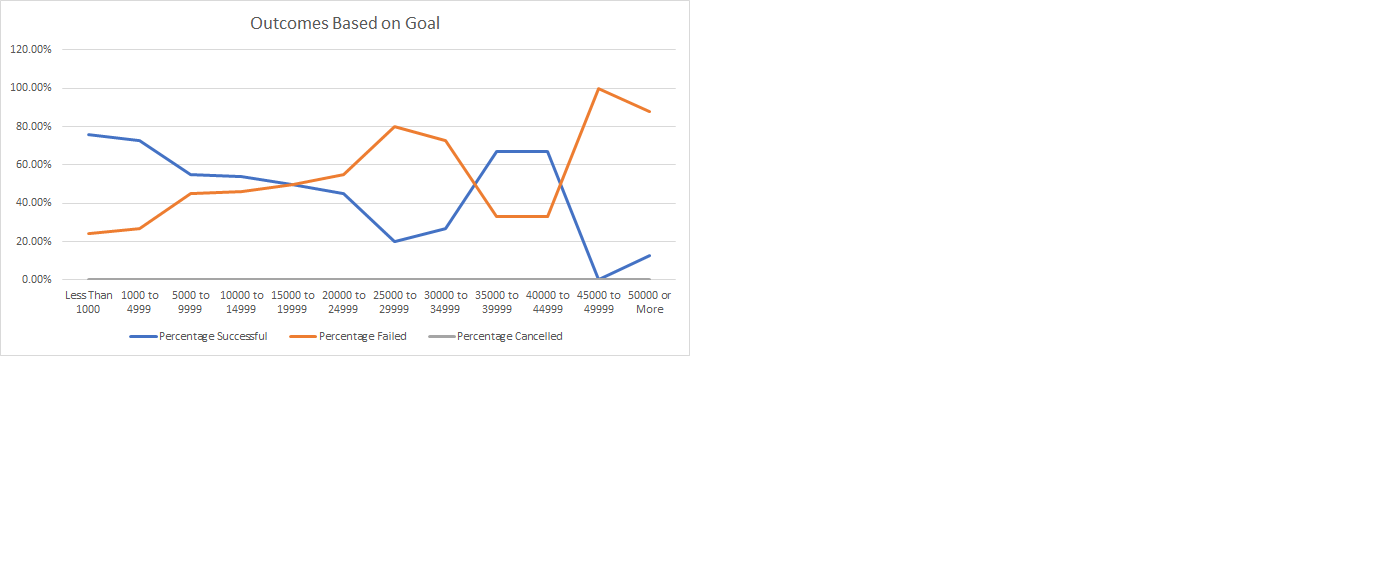 Outcomes Based on Goal
120.00%
100.00%
80.00%
60.00%
40.00%
20.00%
0.00%
Less Than 1000
1000 to 4999
5000 to 9999
10000 to 14999
15000 to 19999
20000 to 24999
25000 to 29999
30000 to 34999
35000 to 39999
40000 to 44999
45000 to 49999
50000 or More
Percentage Successful
Percentage Failed
Percentage Cancelled